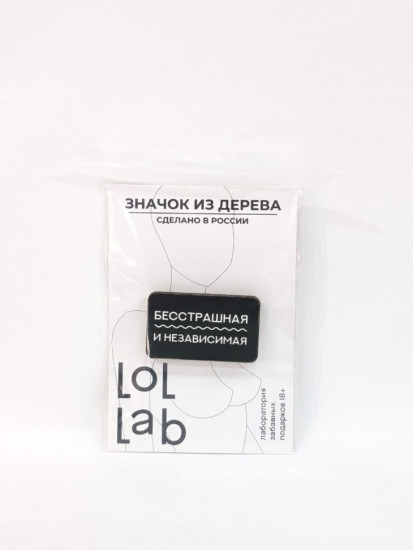 ЗНАЧОК ИЗ ДЕРЕВА
СДЕЛАНО В РОССИИ
БЕССТРАШНАЯ
И НЕЗАВИСИМАЯ
LOL
Lab
лаборатория
забавных
подарков 18+